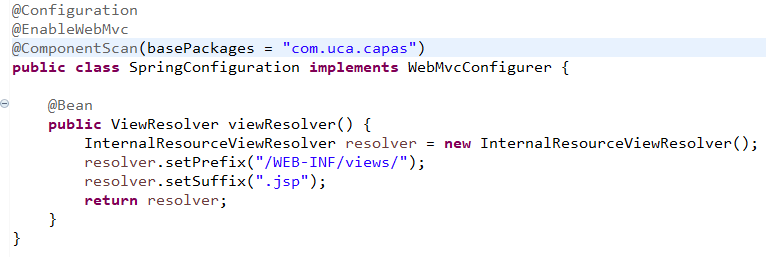 @Configuration
@EnableWebMvc
@ComponentScan(basePackages = "com.uca.capas")
public class SpringConfiguration implements WebMvcConfigurer {
@Bean
public ViewResolver viewResolver() {
InternalResourceViewResolver resolver = new InternalResourceViewResolver();
resolver.setPrefix("/WEB-INF/views/");
resolver.setSuffix(".jsp");
return resolver;
}
}